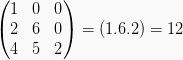 ( 1 0 0
2 6 0
4 5 2 ) = (1.6.2) = 12